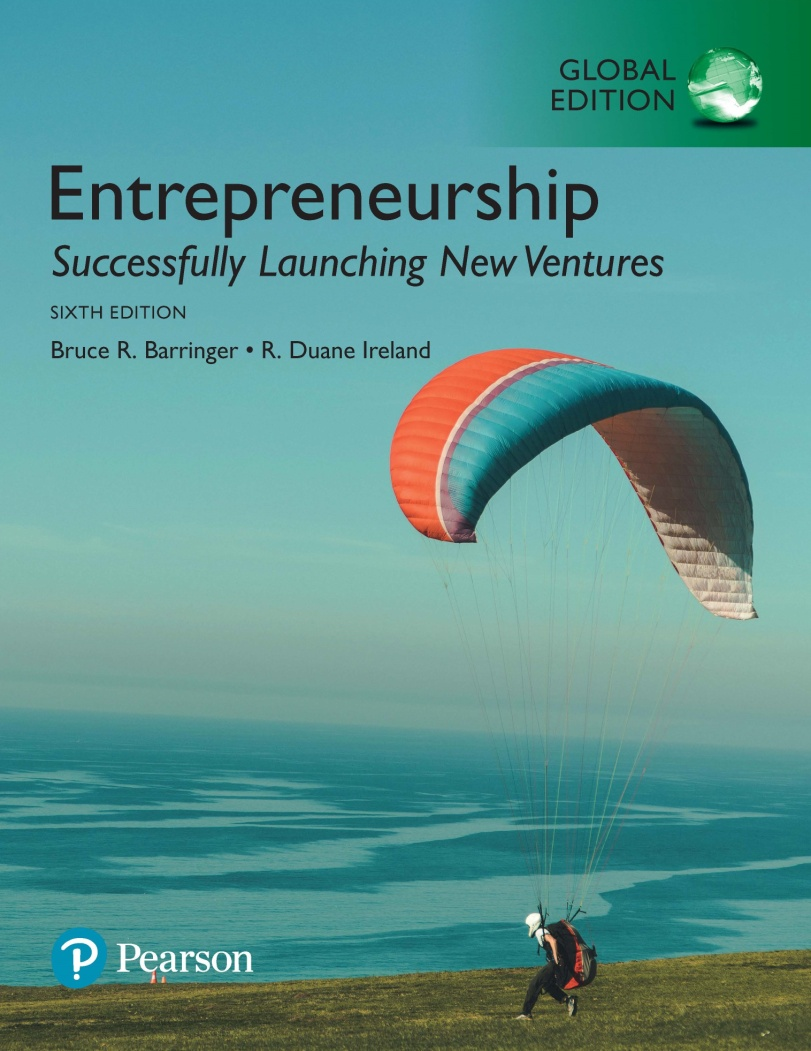 GLOBAL
EDITION
Entrepreneurship
Successfully Launching New Ventures
SIXTH EDITION
Bruce R. Barringer • R. Duane Ireland
P Pearson